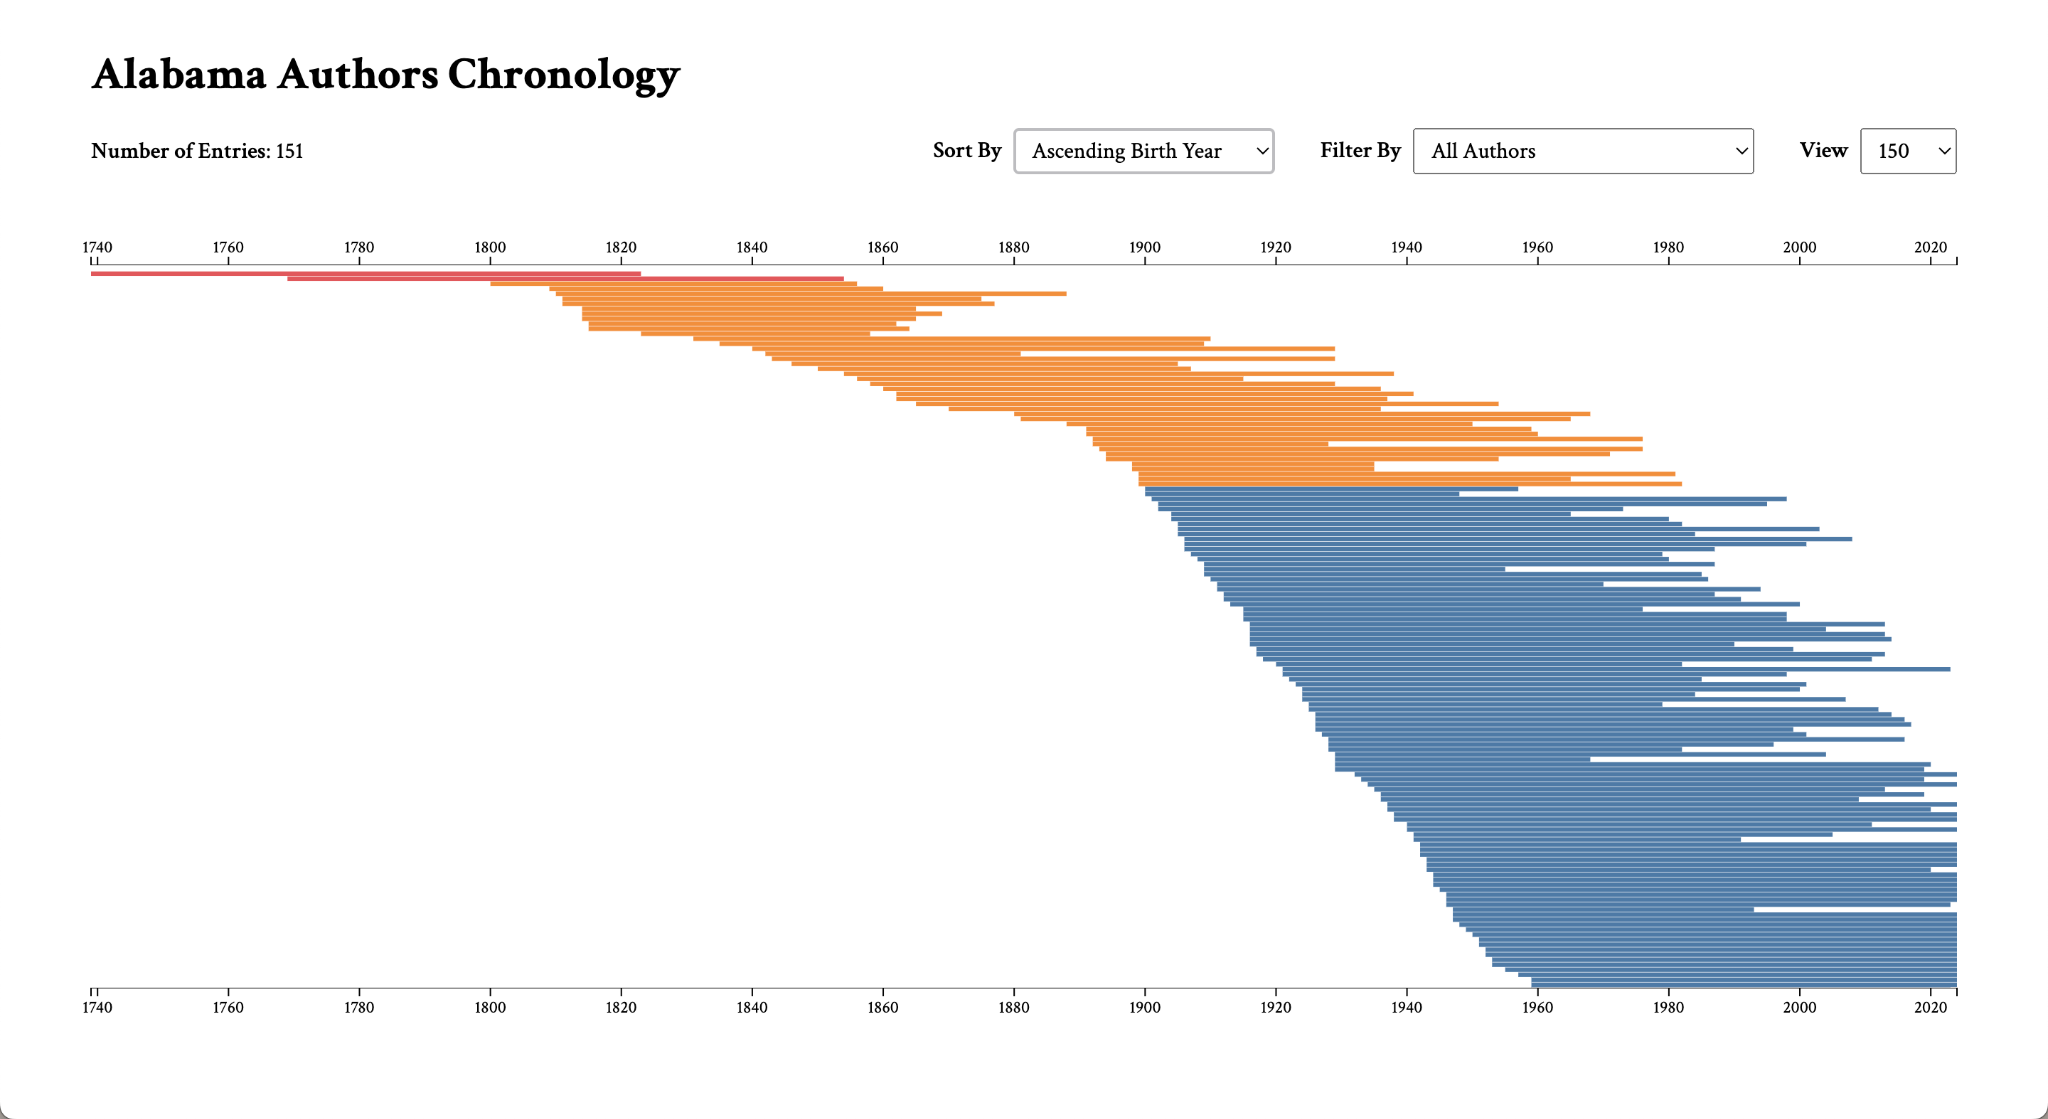 Alabama Authors Chronology
Number of Entries: 151 Sort By Ascending Birth Year Filter By All Authors View 150
1740 1760 1780 1800 1820 1840 1860 1880 1900 1920 1940 1960 1980 2000 2020
1740 1760 1780 1800 1820 1840 1860 1880 1900 1920 1940 1960 1980 2000 2020